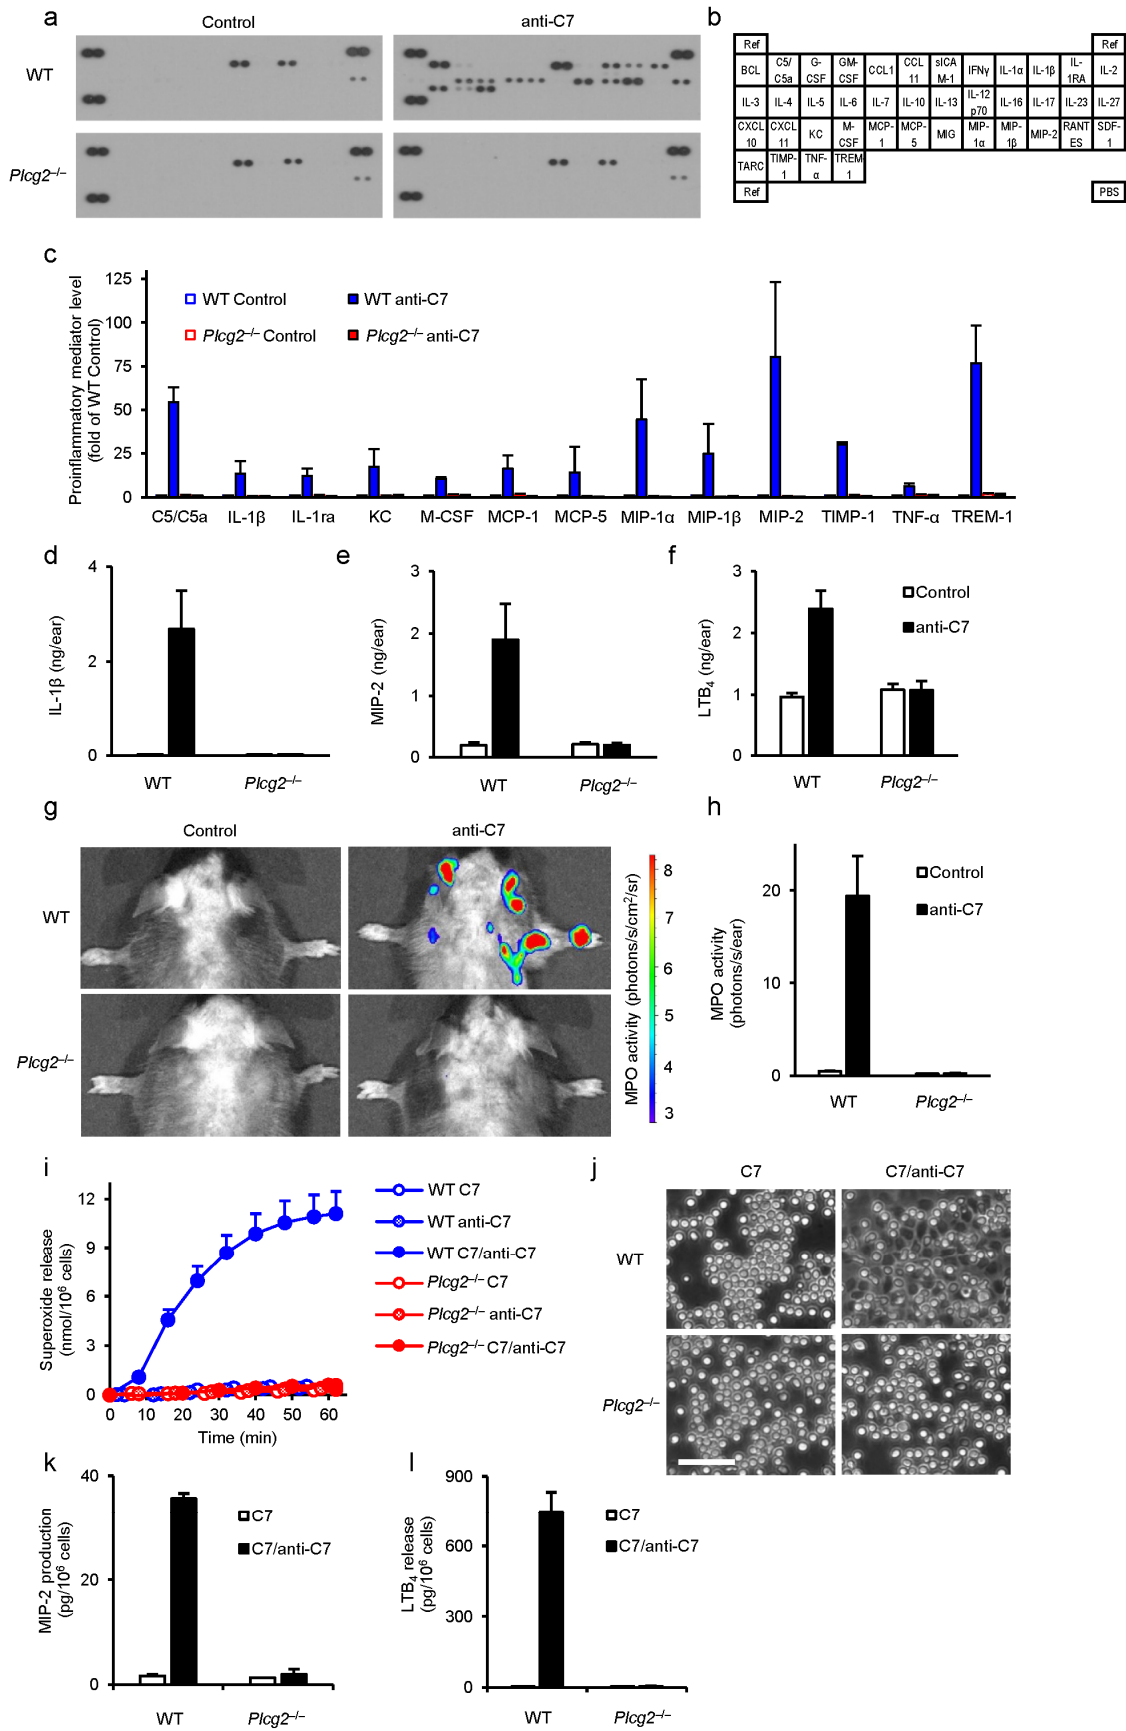 a
Control
anti-C7
WT
Plcg2–/–
b
Ref
Ref
BCL
C5/C5a
G-CSF
GM-CSF
CCL1
CCL11
sICAM-1
IFNγ
IL-1α
IL-1β
IL-1RA
IL-2
IL-3
IL-4
IL-5
IL-6
IL-7
IL-10
IL-13
IL-12 p70
IL-16
IL-17
IL-23
IL-27
CXCL10
CXCL11
KC
M-CSF
MCP-1
MCP-5
MIG
MIP-1α
MIP-1β
MIP-2
RANTES
SDF-1
TARC
TIMP-1
TNF-α
TREM-1
Ref
PBS
c
Proinflammatory mediator level
(fold of WT Control)
125
100
75
50
25
0
WT Control
WT anti-C7
Plcg2–/– Control
Plcg2–/– anti-C7
C5/C5a
IL-1β
IL-1ra
KC
M-CSF
MCP-1
MCP-5
MIP-1α
MIP-1β
MIP-2
TIMP-1
TNF-α
TREM-1
d
IL-1β (ng/ear)
4
2
0
WT
Plcg2–/–
e
MIP-2 (ng/ear)
3
2
1
0
WT
Plcg2–/–
f
LTB4 (ng/ear)
3
2
1
0
Control
anti-C7
WT
Plcg2–/–
g
Control
anti-C7
WT
Plcg2–/–
MPO activity (photons/s/cm2/sr)
8
7
6
5
4
3
h
MPO activity
(photons/s/ear)
20
10
0
Control
anti-C7
WT
Plcg2–/–
i
Superoxide release
(nmol/106 cells)
12
9
6
3
0
0 10 20 30 40 50 60
Time (min)
WT C7
WT anti-C7
WT C7/anti-C7
Plcg2–/– C7
Plcg2–/– anti-C7
Plcg2–/– C7/anti-C7
j
C7
C7/anti-C7
WT
Plcg2–/–
k
MIP-2 production
(pg/106 cells)
40
20
0
C7
C7/anti-C7
WT
Plcg2–/–
l
LTB4 release
(pg/106 cells)
900
600
300
0
C7
C7/anti-C7
WT
Plcg2–/–